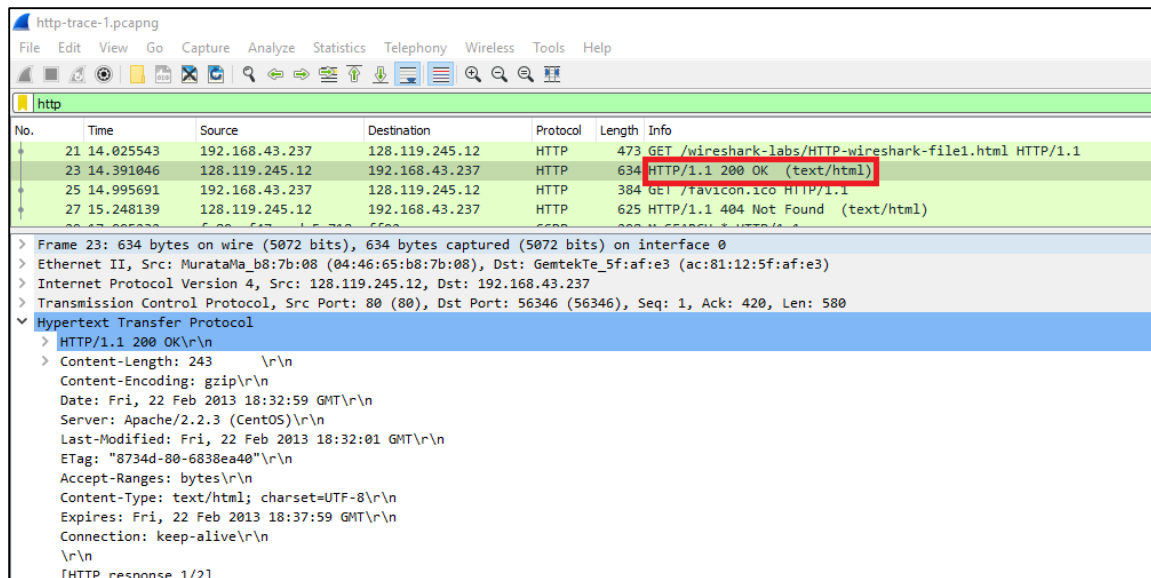 http-trace-1.pcapng
File Edit View Go Capture Analyze Statistics Telephony Wireless Tools Help
http
No. Time Source Destination Protocol Length Info
21 14.025543 192.168.43.237 128.119.245.12 HTTP 473 GET /wireshark-labs/HTTP-wireshark-file1.html HTTP/1.1
23 14.391046 128.119.245.12 192.168.43.237 HTTP 634 HTTP/1.1 200 OK (text/html)
25 14.995691 192.168.43.237 128.119.245.12 HTTP 384 GET /favicon.ico HTTP/1.1
27 15.248139 128.119.245.12 192.168.43.237 HTTP 625 HTTP/1.1 404 Not Found (text/html)
> Frame 23: 634 bytes on wire (5072 bits), 634 bytes captured (5072 bits) on interface 0
> Ethernet II, Src: MurataMa_b8:7b:08 (04:46:65:b8:7b:08), Dst: GemtekTe_5f:af:e3 (ac:81:12:5f:af:e3)
> Internet Protocol Version 4, Src: 128.119.245.12, Dst: 192.168.43.237
> Transmission Control Protocol, Src Port: 80 (80), Dst Port: 56346 (56346), Seq: 1, Ack: 420, Len: 580
Hypertext Transfer Protocol
> HTTP/1.1 200 OK\r\n
> Content-Length: 243 \r\n
Content-Encoding: gzip\r\n
Date: Fri, 22 Feb 2013 18:32:59 GMT\r\n
Server: Apache/2.2.3 (CentOS)\r\n
Last-Modified: Fri, 22 Feb 2013 18:32:01 GMT\r\n
ETag: "8734d-80-6838ea40"\r\n
Accept-Ranges: bytes\r\n
Content-Type: text/html; charset=UTF-8\r\n
Expires: Fri, 22 Feb 2013 18:37:59 GMT\r\n
Connection: keep-alive\r\n
\r\n
[HTTP response 1/2]